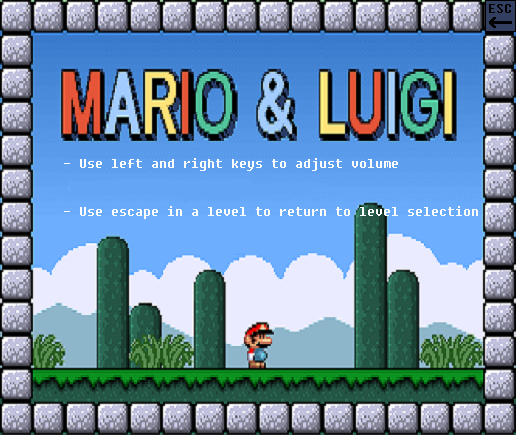 ESC
MARIO & LUIGI
- Use left and right keys to adjust volume
- Use escape in a level to return to level selection